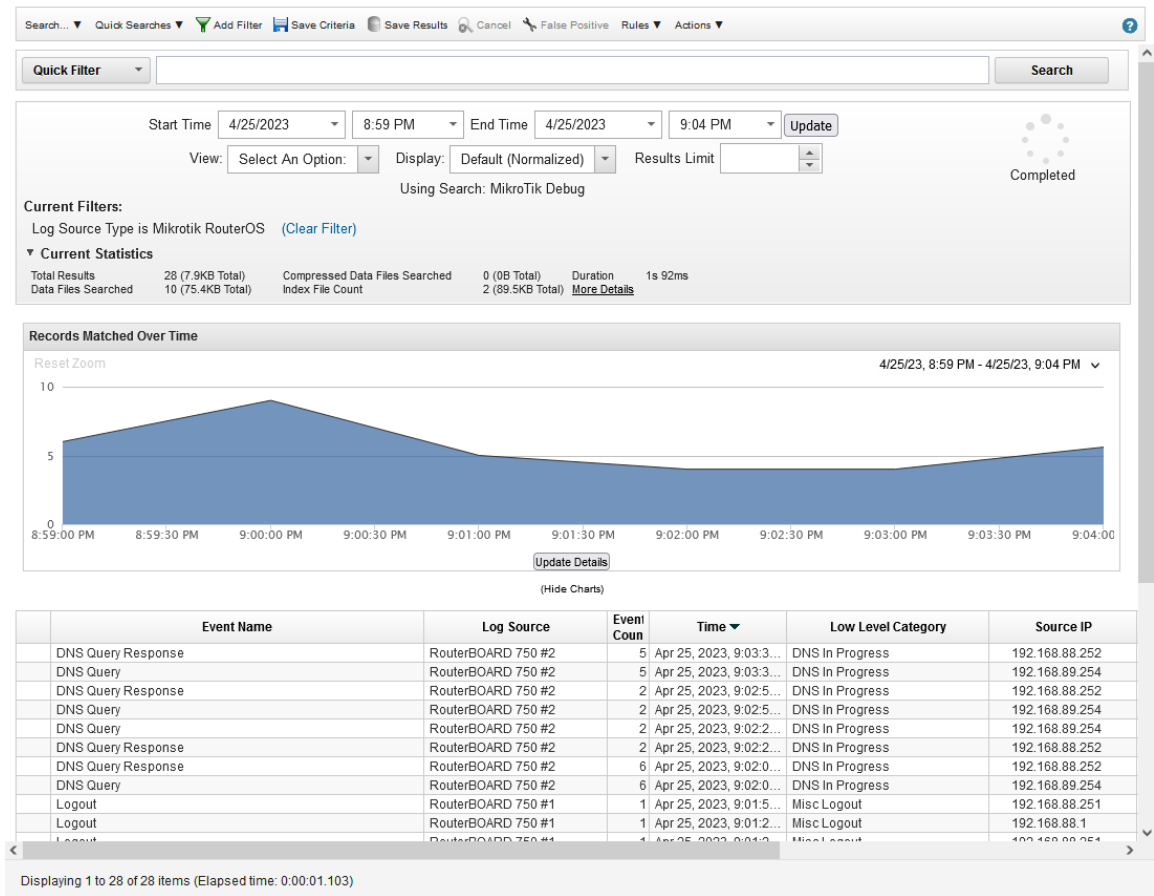 Search... ▼ Quick Searches ▼ Add Filter Save Criteria Save Results Cancel False Positive Rules ▼ Actions ▼
Quick Filter Search
Start Time 4/25/2023 8:59 PM End Time 4/25/2023 9:04 PM Update
View: Select An Option: Display: Default (Normalized) Results Limit
Completed
Using Search: MikroTik Debug
Current Filters:
Log Source Type is Mikrotik RouterOS (Clear Filter)
▼ Current Statistics
Total Results 28 (7.9KB Total) Compressed Data Files Searched 0 (0B Total) Duration 1s 92ms
Data Files Searched 10 (75.4KB Total) Index File Count 2 (89.5KB Total) More Details
Records Matched Over Time
Reset Zoom 4/25/23, 8:59 PM - 4/25/23, 9:04 PM
10
5
0
8:59:00 PM 8:59:30 PM 9:00:00 PM 9:00:30 PM 9:01:00 PM 9:01:30 PM 9:02:00 PM 9:02:30 PM 9:03:00 PM 9:03:30 PM 9:04:00
Update Details
(Hide Charts)
Event Name Log Source Event Coun Time ▼ Low Level Category Source IP
DNS Query Response RouterBOARD 750 #2 5 Apr 25, 2023, 9:03:3... DNS In Progress 192.168.88.252
DNS Query RouterBOARD 750 #2 5 Apr 25, 2023, 9:03:3... DNS In Progress 192.168.89.254
DNS Query Response RouterBOARD 750 #2 2 Apr 25, 2023, 9:02:5... DNS In Progress 192.168.88.252
DNS Query RouterBOARD 750 #2 2 Apr 25, 2023, 9:02:5... DNS In Progress 192.168.89.254
DNS Query RouterBOARD 750 #2 2 Apr 25, 2023, 9:02:2... DNS In Progress 192.168.89.254
DNS Query Response RouterBOARD 750 #2 2 Apr 25, 2023, 9:02:2... DNS In Progress 192.168.88.252
DNS Query Response RouterBOARD 750 #2 6 Apr 25, 2023, 9:02:0... DNS In Progress 192.168.88.252
DNS Query RouterBOARD 750 #2 6 Apr 25, 2023, 9:02:0... DNS In Progress 192.168.89.254
Logout RouterBOARD 750 #1 1 Apr 25, 2023, 9:01:5... Misc Logout 192.168.88.251
Logout RouterBOARD 750 #1 1 Apr 25, 2023, 9:01:2... Misc Logout 192.168.88.1
Displaying 1 to 28 of 28 items (Elapsed time: 0:00:01.103)